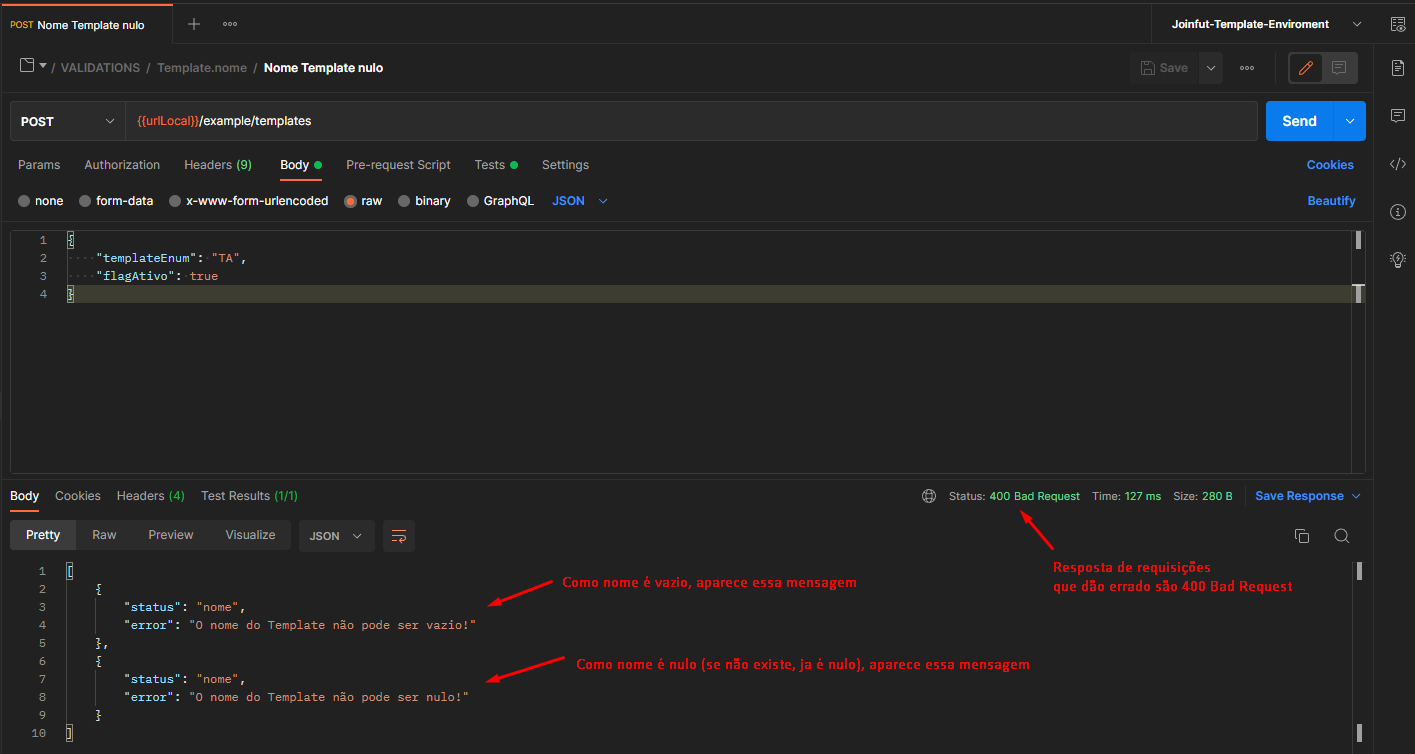 POST Nome Template nulo
Joinfut-Template-Enviroment
/ VALIDATIONS / Template.nome / Nome Template nulo
Save
POST
{{urlLocal}}/example/templates
Send
Params Authorization Headers (9) Body Pre-request Script Tests Settings Cookies
none form-data x-www-form-urlencoded raw binary GraphQL JSON Beautify
1 {
2 "templateEnum": "TA",
3 "flagAtivo": true
4 }
Body Cookies Headers (4) Test Results (1/1) Status: 400 Bad Request Time: 127 ms Size: 280 B Save Response
Pretty Raw Preview Visualize JSON
Resposta de requisições
que dão errado são 400 Bad Request
1 [
2 {
Como nome é vazio, aparece essa mensagem
3 "status": "nome",
4 "error": "O nome do Template não pode ser vazio!"
5 },
6 {
Como nome é nulo (se não existe, ja é nulo), aparece essa mensagem
7 "status": "nome",
8 "error": "O nome do Template não pode ser nulo!"
9 }
10 ]